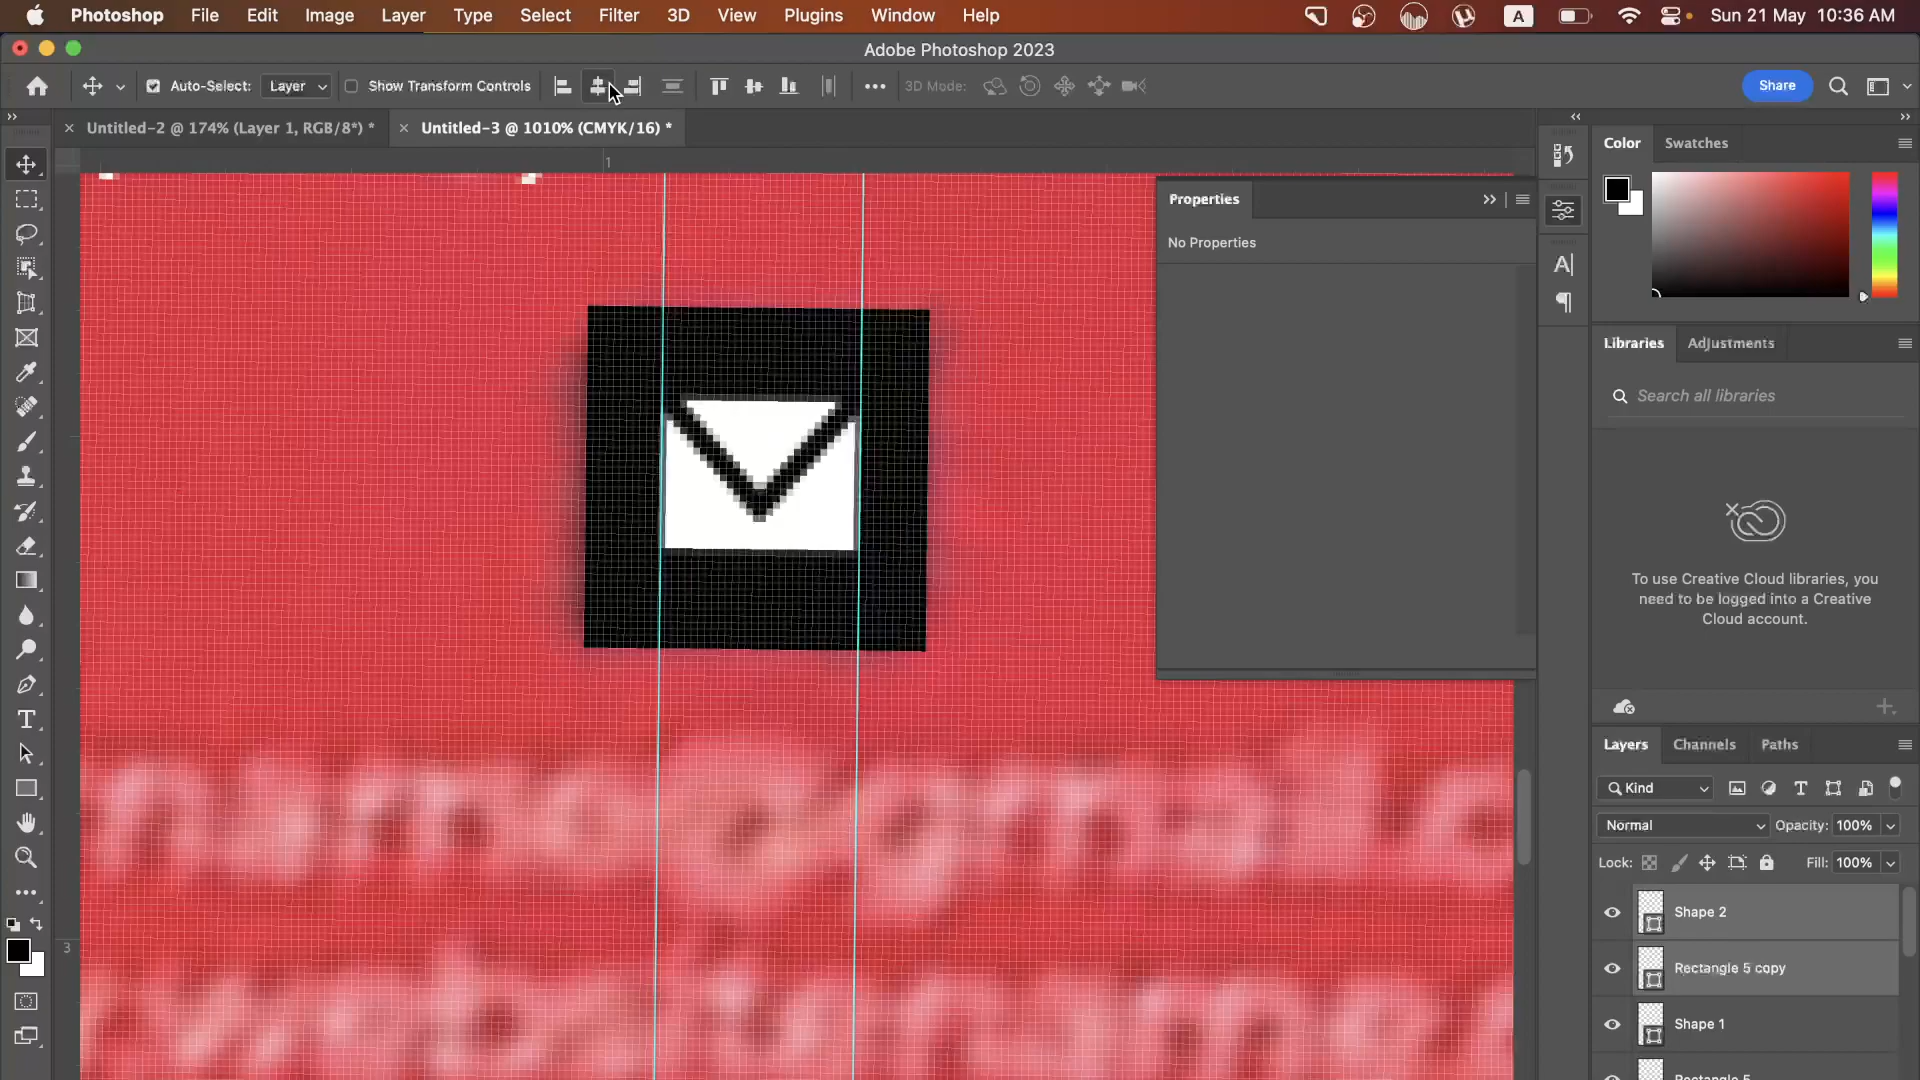 Photoshop File Edit Image Layer Type Select Filter 3D View Plugins Window Help A Sun 21 May 10:36 AM
Adobe Photoshop 2023
Auto-Select: Layer Show Transform Controls 3D Mode: Share
Untitled-2 @ 174% (Layer 1, RGB/8*) * Untitled-3 @ 1010% (CMYK/16) *
1
3
Properties
No Properties
Color Swatches
Libraries Adjustments
Search all libraries
To use Creative Cloud libraries, you
need to be logged into a Creative
Cloud account.
Layers Channels Paths
Kind
Normal Opacity: 100%
Lock: Fill: 100%
Shape 2
Rectangle 5 copy
Shape 1
Rectangle 5